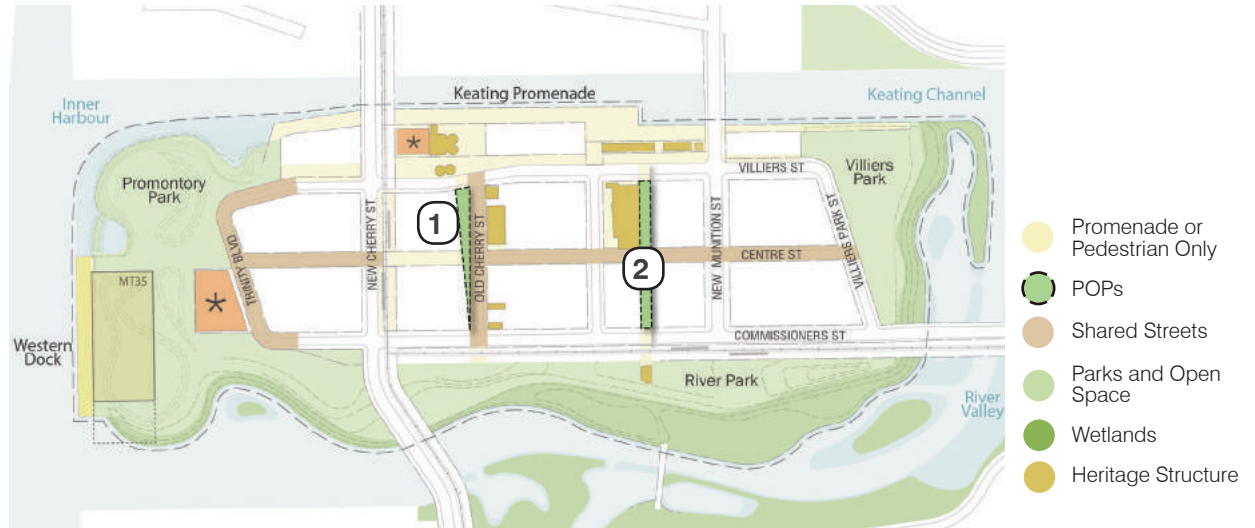 Keating Promenade
Keating Channel
Inner
Harbour
*
VILLIERS ST
Villiers
Park
Promontory
Park
1
NEW CHERRY ST
OLD CHERRY ST
NEW MUNITION ST
VILLIERS PARK ST
TRINITY BLVD
CENTRE ST
2
MT35
*
Western
Dock
COMMISSIONERS ST
River Park
River
Valley
Promenade or
Pedestrian Only
POPs
Shared Streets
Parks and Open
Space
Wetlands
Heritage Structure